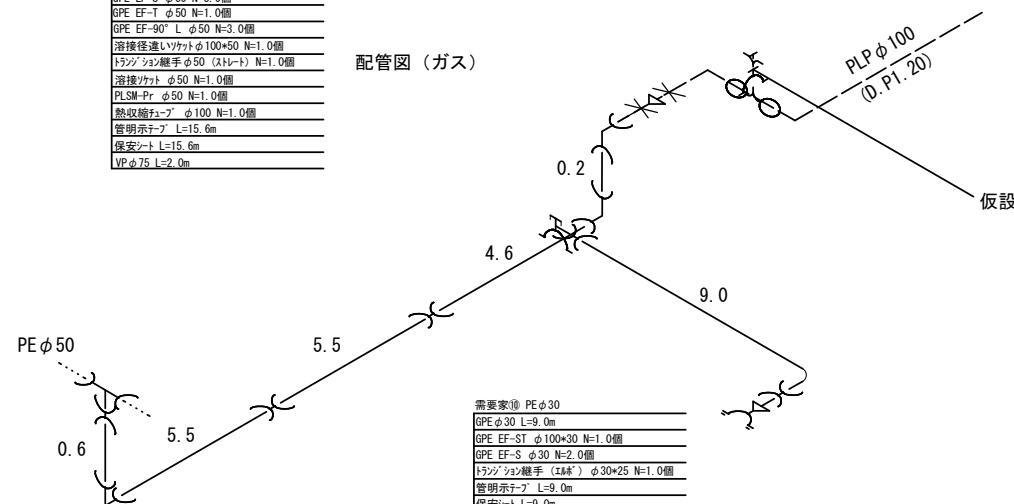 GPE EF-T φ50 N=1.0個
GPE EF-90° L φ50 N=3.0個
溶接径違いソケットφ100*50 N=1.0個
トランジション継手φ50 (ストレート) N=1.0個
溶接ソケット φ50 N=1.0個
PLSM-Pr φ50 N=1.0個
熱収縮チューブ φ100 N=1.0個
管明示テープ L=15.6m
保安シート L=15.6m
VPφ75 L=2.0m
配管図（ガス）
PLPφ100
(D.P1.20)
仮設
0.2
4.6
9.0
5.5
PEφ50
5.5
0.6
需要家⑩ PEφ30
GPEφ30 L=9.0m
GPE EF-ST φ100*30 N=1.0個
GPE EF-S φ30 N=2.0個
トランジション継手 (エルボ) φ30*25 N=1.0個
管明示テープ L=9.0m
保安シート L=9.0m